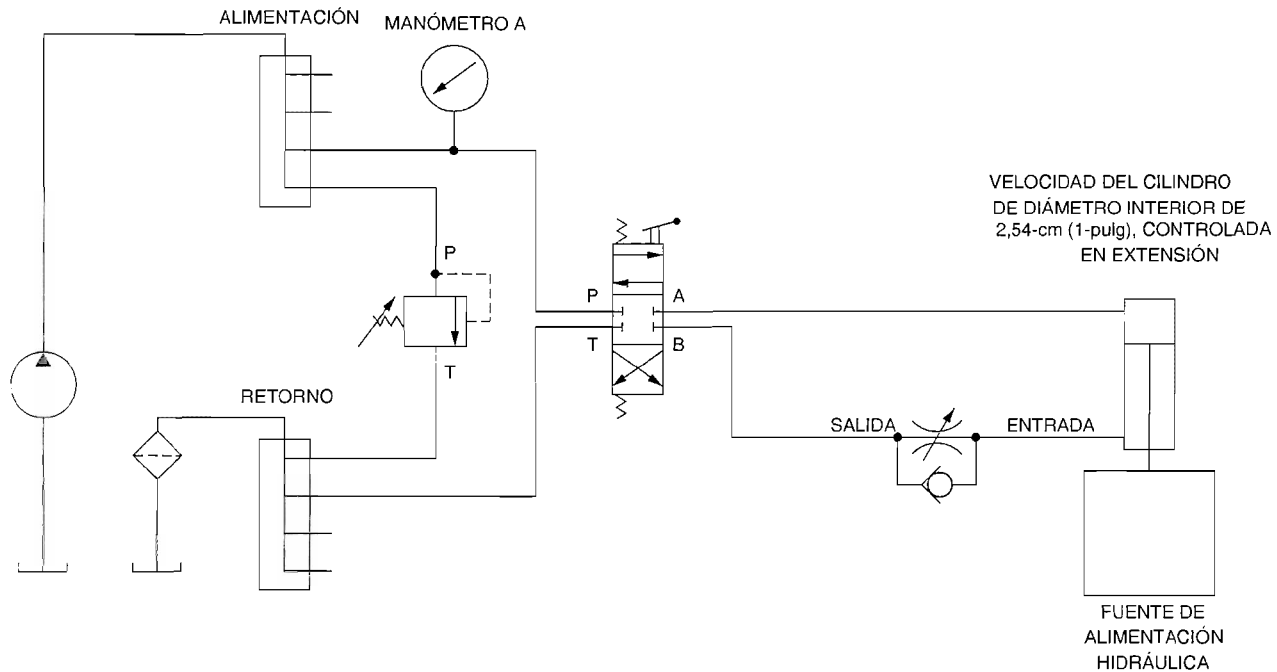 ALIMENTACIÓN
MANÓMETRO A
VELOCIDAD DEL CILINDRO
DE DIÁMETRO INTERIOR DE
2,54-cm (1-pulg), CONTROLADA
EN EXTENSIÓN
P
P
A
T
B
T
RETORNO
SALIDA
ENTRADA
FUENTE DE
ALIMENTACIÓN
HIDRÁULICA